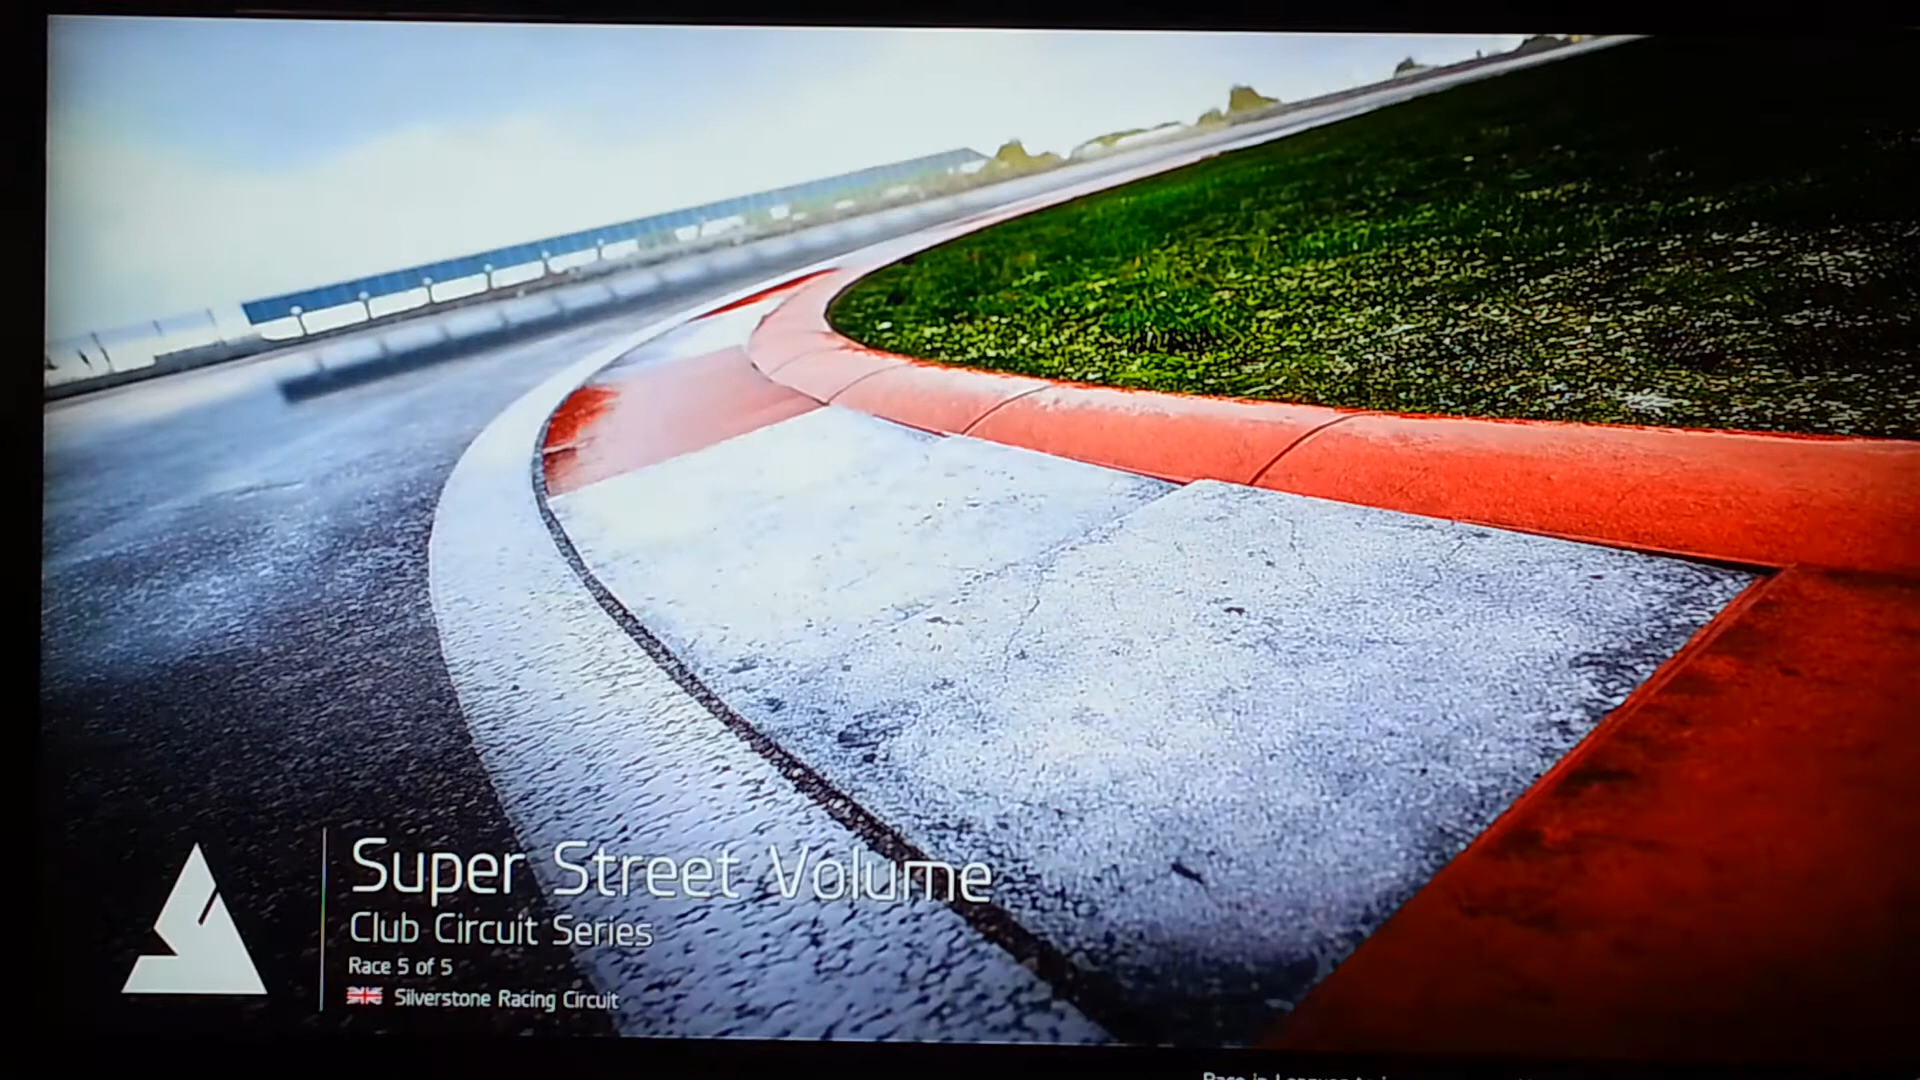 Super Street Volume
Club Circuit Series
Race 5 of 5
Silverstone Racing Circuit